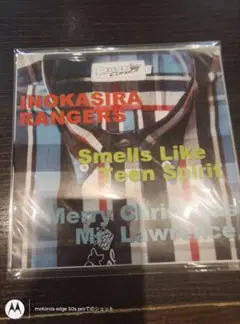 INOKASIRA
RANGERS
Smells Like
Teen Spirit
Merry Christmas
Mr. Lawrence
motorola edge 50s proでのショット